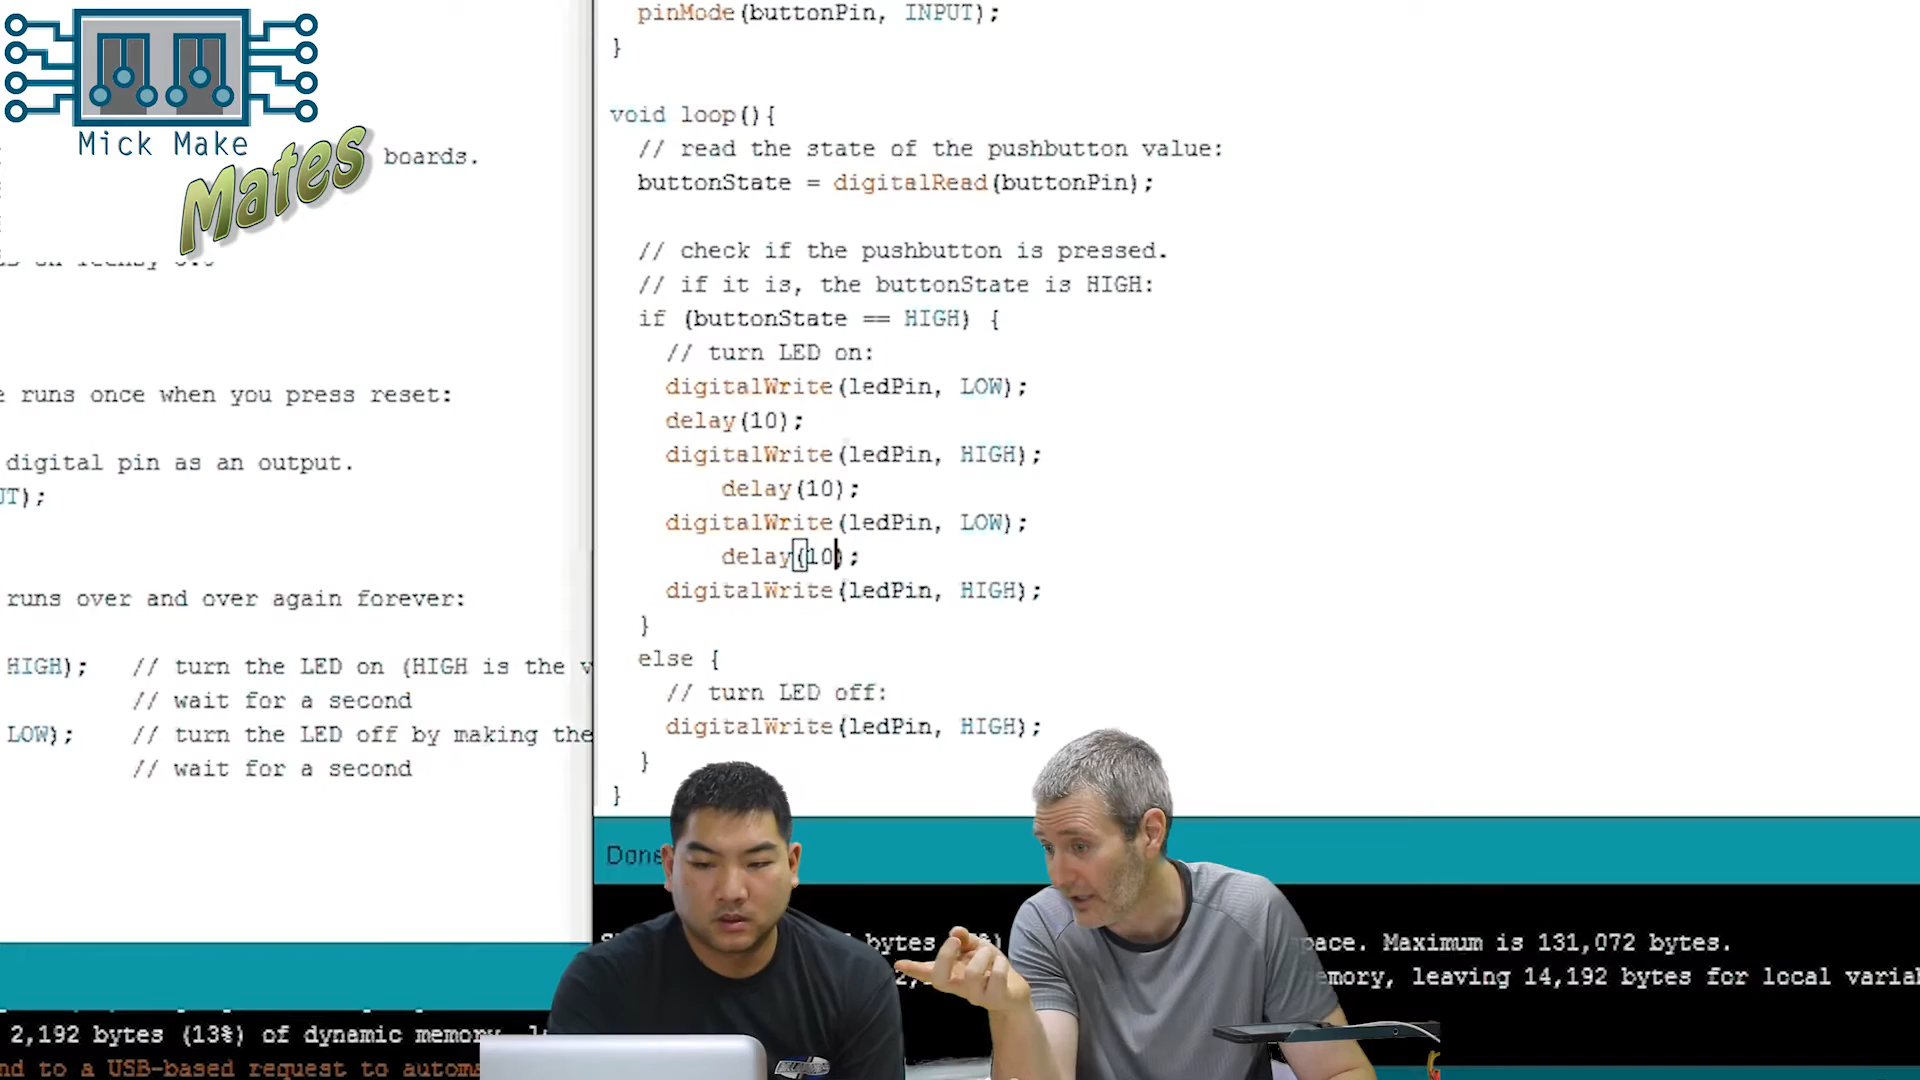 Mick Make
Mates
boards.
e runs once when you press reset:
digital pin as an output.
UT);
runs over and over again forever:
HIGH); // turn the LED on (HIGH is the v
// wait for a second
LOW); // turn the LED off by making the
// wait for a second
2,192 bytes (13%) of dynamic memory,
nd to a USB-based request to automa
pinMode(buttonPin, INPUT);
}
void loop(){
// read the state of the pushbutton value:
buttonState = digitalRead(buttonPin);
// check if the pushbutton is pressed.
// if it is, the buttonState is HIGH:
if (buttonState == HIGH) {
// turn LED on:
digitalWrite(ledPin, LOW);
delay(10);
digitalWrite(ledPin, HIGH);
delay(10);
digitalWrite(ledPin, LOW);
delay(10);
digitalWrite(ledPin, HIGH);
}
else {
// turn LED off:
digitalWrite(ledPin, HIGH);
}
}
Done
bytes space. Maximum is 131,072 bytes.
memory, leaving 14,192 bytes for local variab